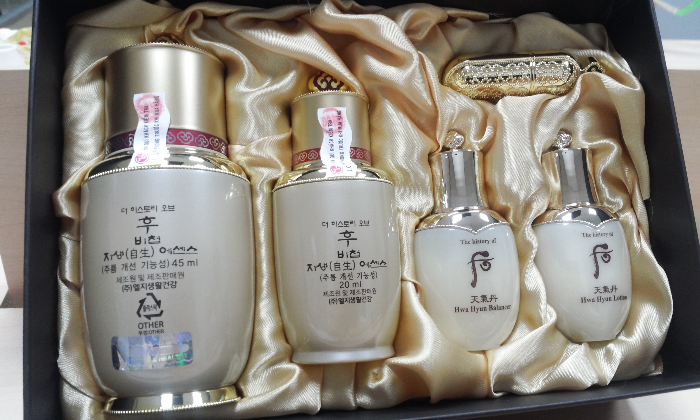 더 히스토리 오브
후
비첩
자생(自生) 에센스
(주름 개선 기능성) 45 ml
제조원 및 제조판매원
(주)엘지생활건강
OTHER
더 히스토리 오브
후
비첩
자생(自生) 에센스
(주름 개선 기능성)
20 ml
제조원 및 제조판매원
(주)엘지생활건강
The history of
后
天氣丹
Hwa Hyun Balancer
The history of
后
天氣丹
Hwa Hyun Lotion